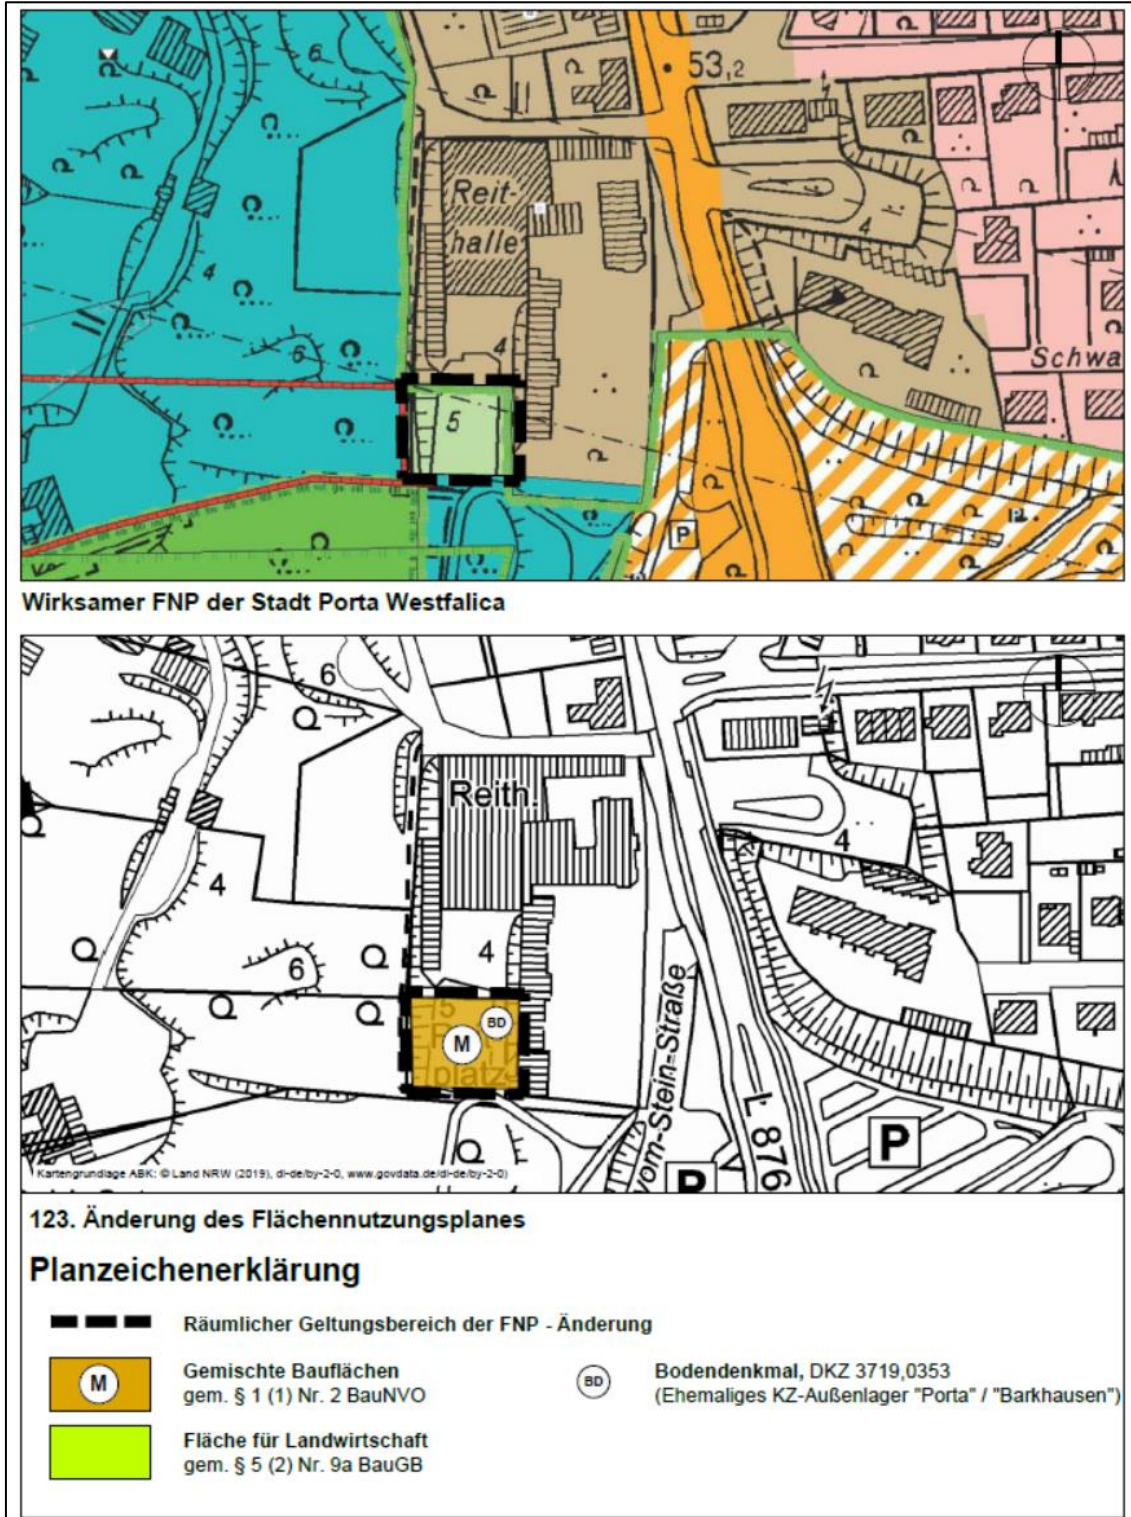 6
53,2
Reit-
halle
4
4
4
6
5
Schwa
P
Wirksamer FNP der Stadt Porta Westfalica
6
Reith.
4
4
4
6
5
BD
M
platz
vom-Stein-Straße
L 876
P
P
Kartengrundlage ABK: © Land NRW (2019), dl-de/by-2-0, www.govdata.de/dl-de/by-2-0)
123. Änderung des Flächennutzungsplanes
Planzeichenerklärung
Räumlicher Geltungsbereich der FNP - Änderung
M
Gemischte Bauflächen
gem. § 1 (1) Nr. 2 BauNVO
BD
Bodendenkmal, DKZ 3719,0353
(Ehemaliges KZ-Außenlager "Porta" / "Barkhausen")
Fläche für Landwirtschaft
gem. § 5 (2) Nr. 9a BauGB